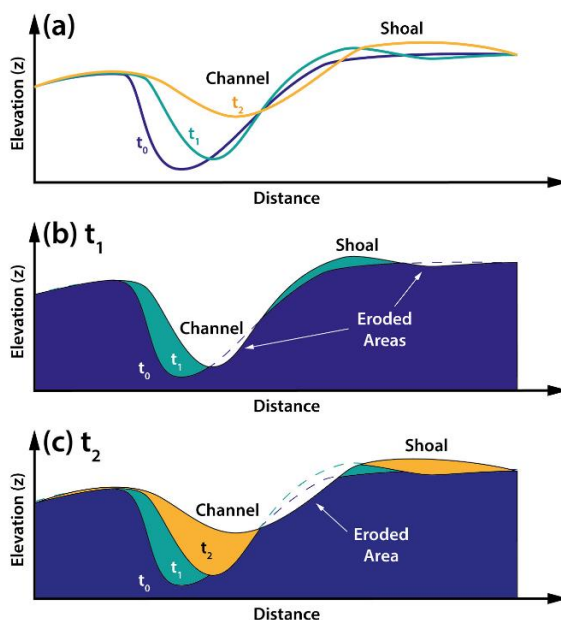 (a)
Shoal
Channel
t2
t1
t0
Elevation (z)
Distance
(b) t1
Shoal
Channel
Eroded
Areas
t1
t0
Elevation (z)
Distance
(c) t2
Shoal
Channel
Eroded
Area
t2
t1
t0
Elevation (z)
Distance